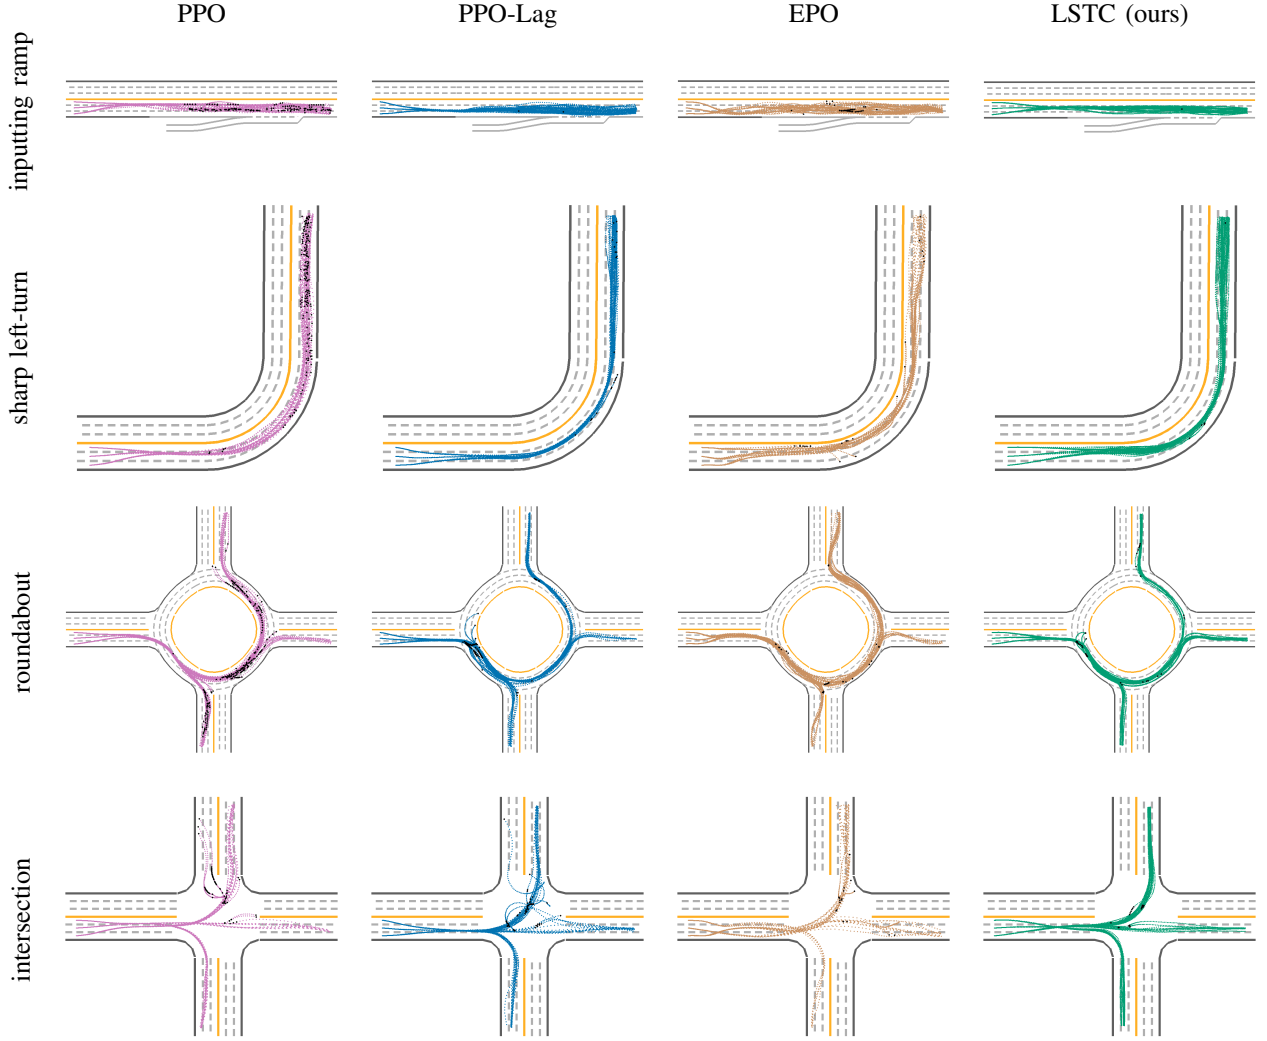 PPO
PPO-Lag
EPO
LSTC (ours)
inputting ramp
sharp left-turn
roundabout
intersection